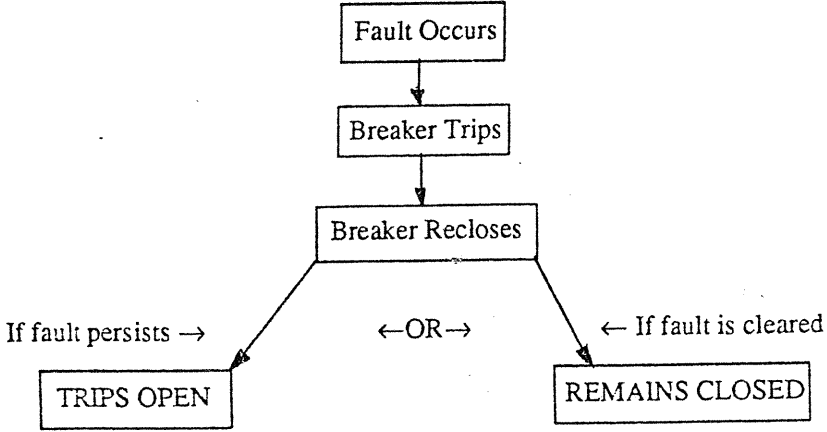 Fault Occurs
Breaker Trips
Breaker Recloses
If fault persists →
←OR→
← If fault is cleared
TRIPS OPEN
REMAINS CLOSED